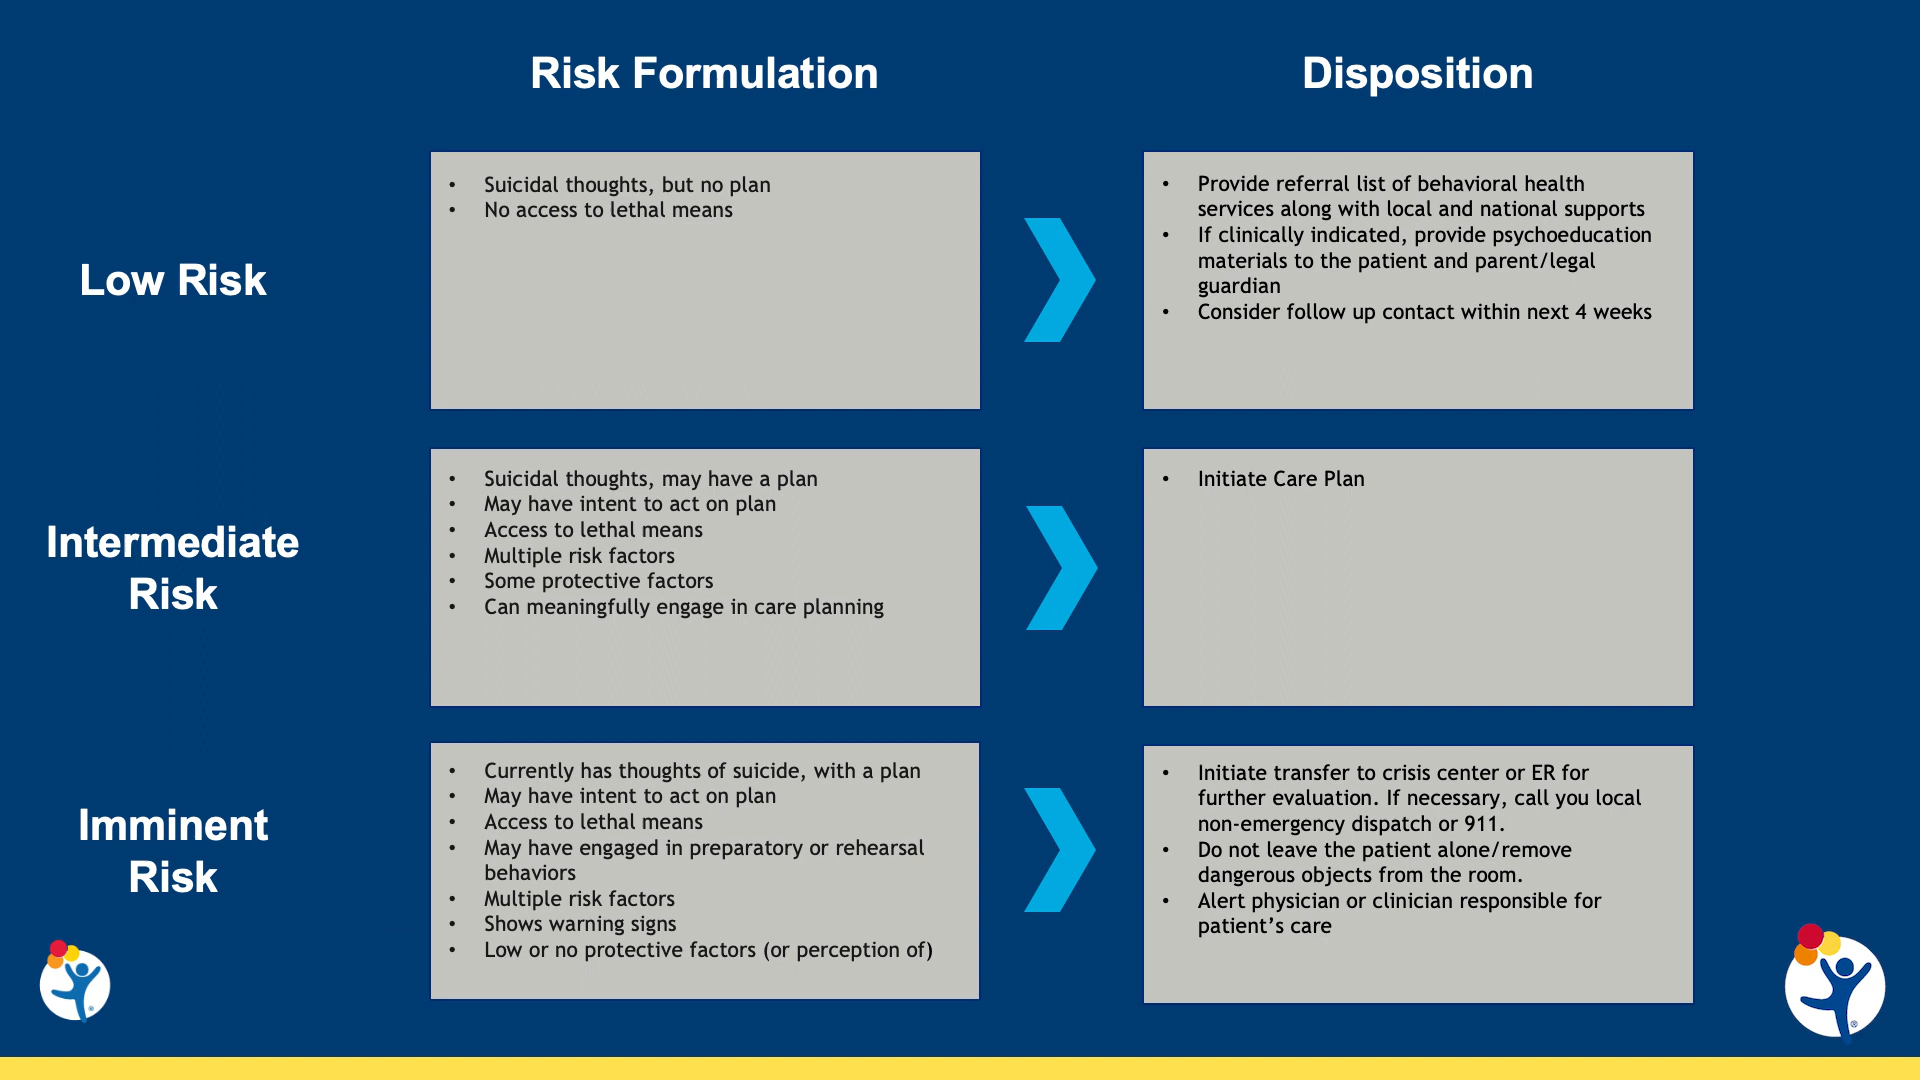 Risk Formulation
Disposition
Low Risk
• Suicidal thoughts, but no plan
• No access to lethal means
• Provide referral list of behavioral health
services along with local and national supports
• If clinically indicated, provide psychoeducation
materials to the patient and parent/legal
guardian
• Consider follow up contact within next 4 weeks
Intermediate
Risk
• Suicidal thoughts, may have a plan
• May have intent to act on plan
• Access to lethal means
• Multiple risk factors
• Some protective factors
• Can meaningfully engage in care planning
• Initiate Care Plan
Imminent
Risk
• Currently has thoughts of suicide, with a plan
• May have intent to act on plan
• Access to lethal means
• May have engaged in preparatory or rehearsal
behaviors
• Multiple risk factors
• Shows warning signs
• Low or no protective factors (or perception of)
• Initiate transfer to crisis center or ER for
further evaluation. If necessary, call you local
non-emergency dispatch or 911.
• Do not leave the patient alone/remove
dangerous objects from the room.
• Alert physician or clinician responsible for
patient’s care
®
®